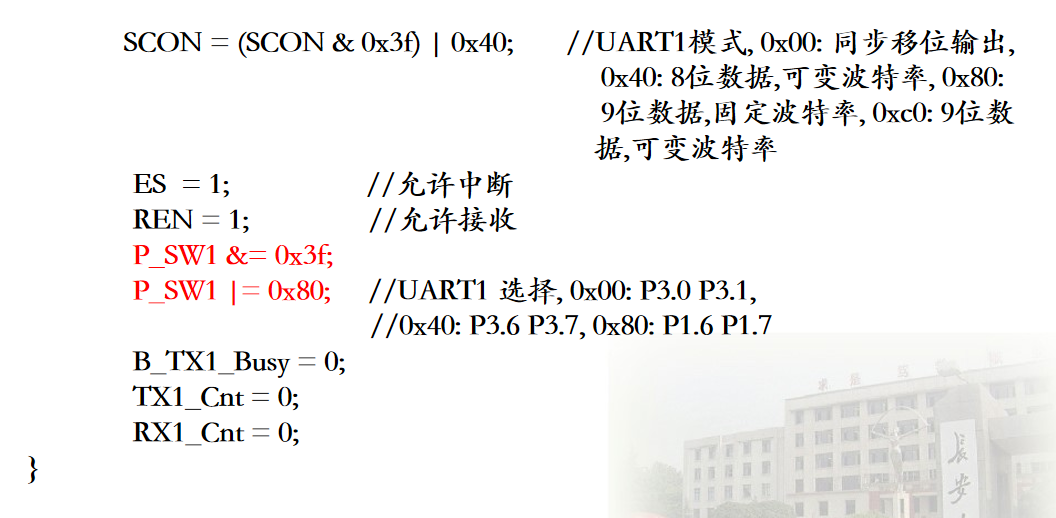 SCON = (SCON & 0x3f) | 0x40; //UART1模式, 0x00: 同步移位输出,
0x40: 8位数据,可变波特率, 0x80:
9位数据,固定波特率, 0xc0: 9位数
据,可变波特率
ES = 1; //允许中断
REN = 1; //允许接收
P_SW1 &= 0x3f;
P_SW1 |= 0x80; //UART1 选择, 0x00: P3.0 P3.1,
//0x40: P3.6 P3.7, 0x80: P1.6 P1.7
B_TX1_Busy = 0;
TX1_Cnt = 0;
RX1_Cnt = 0;
}
长安